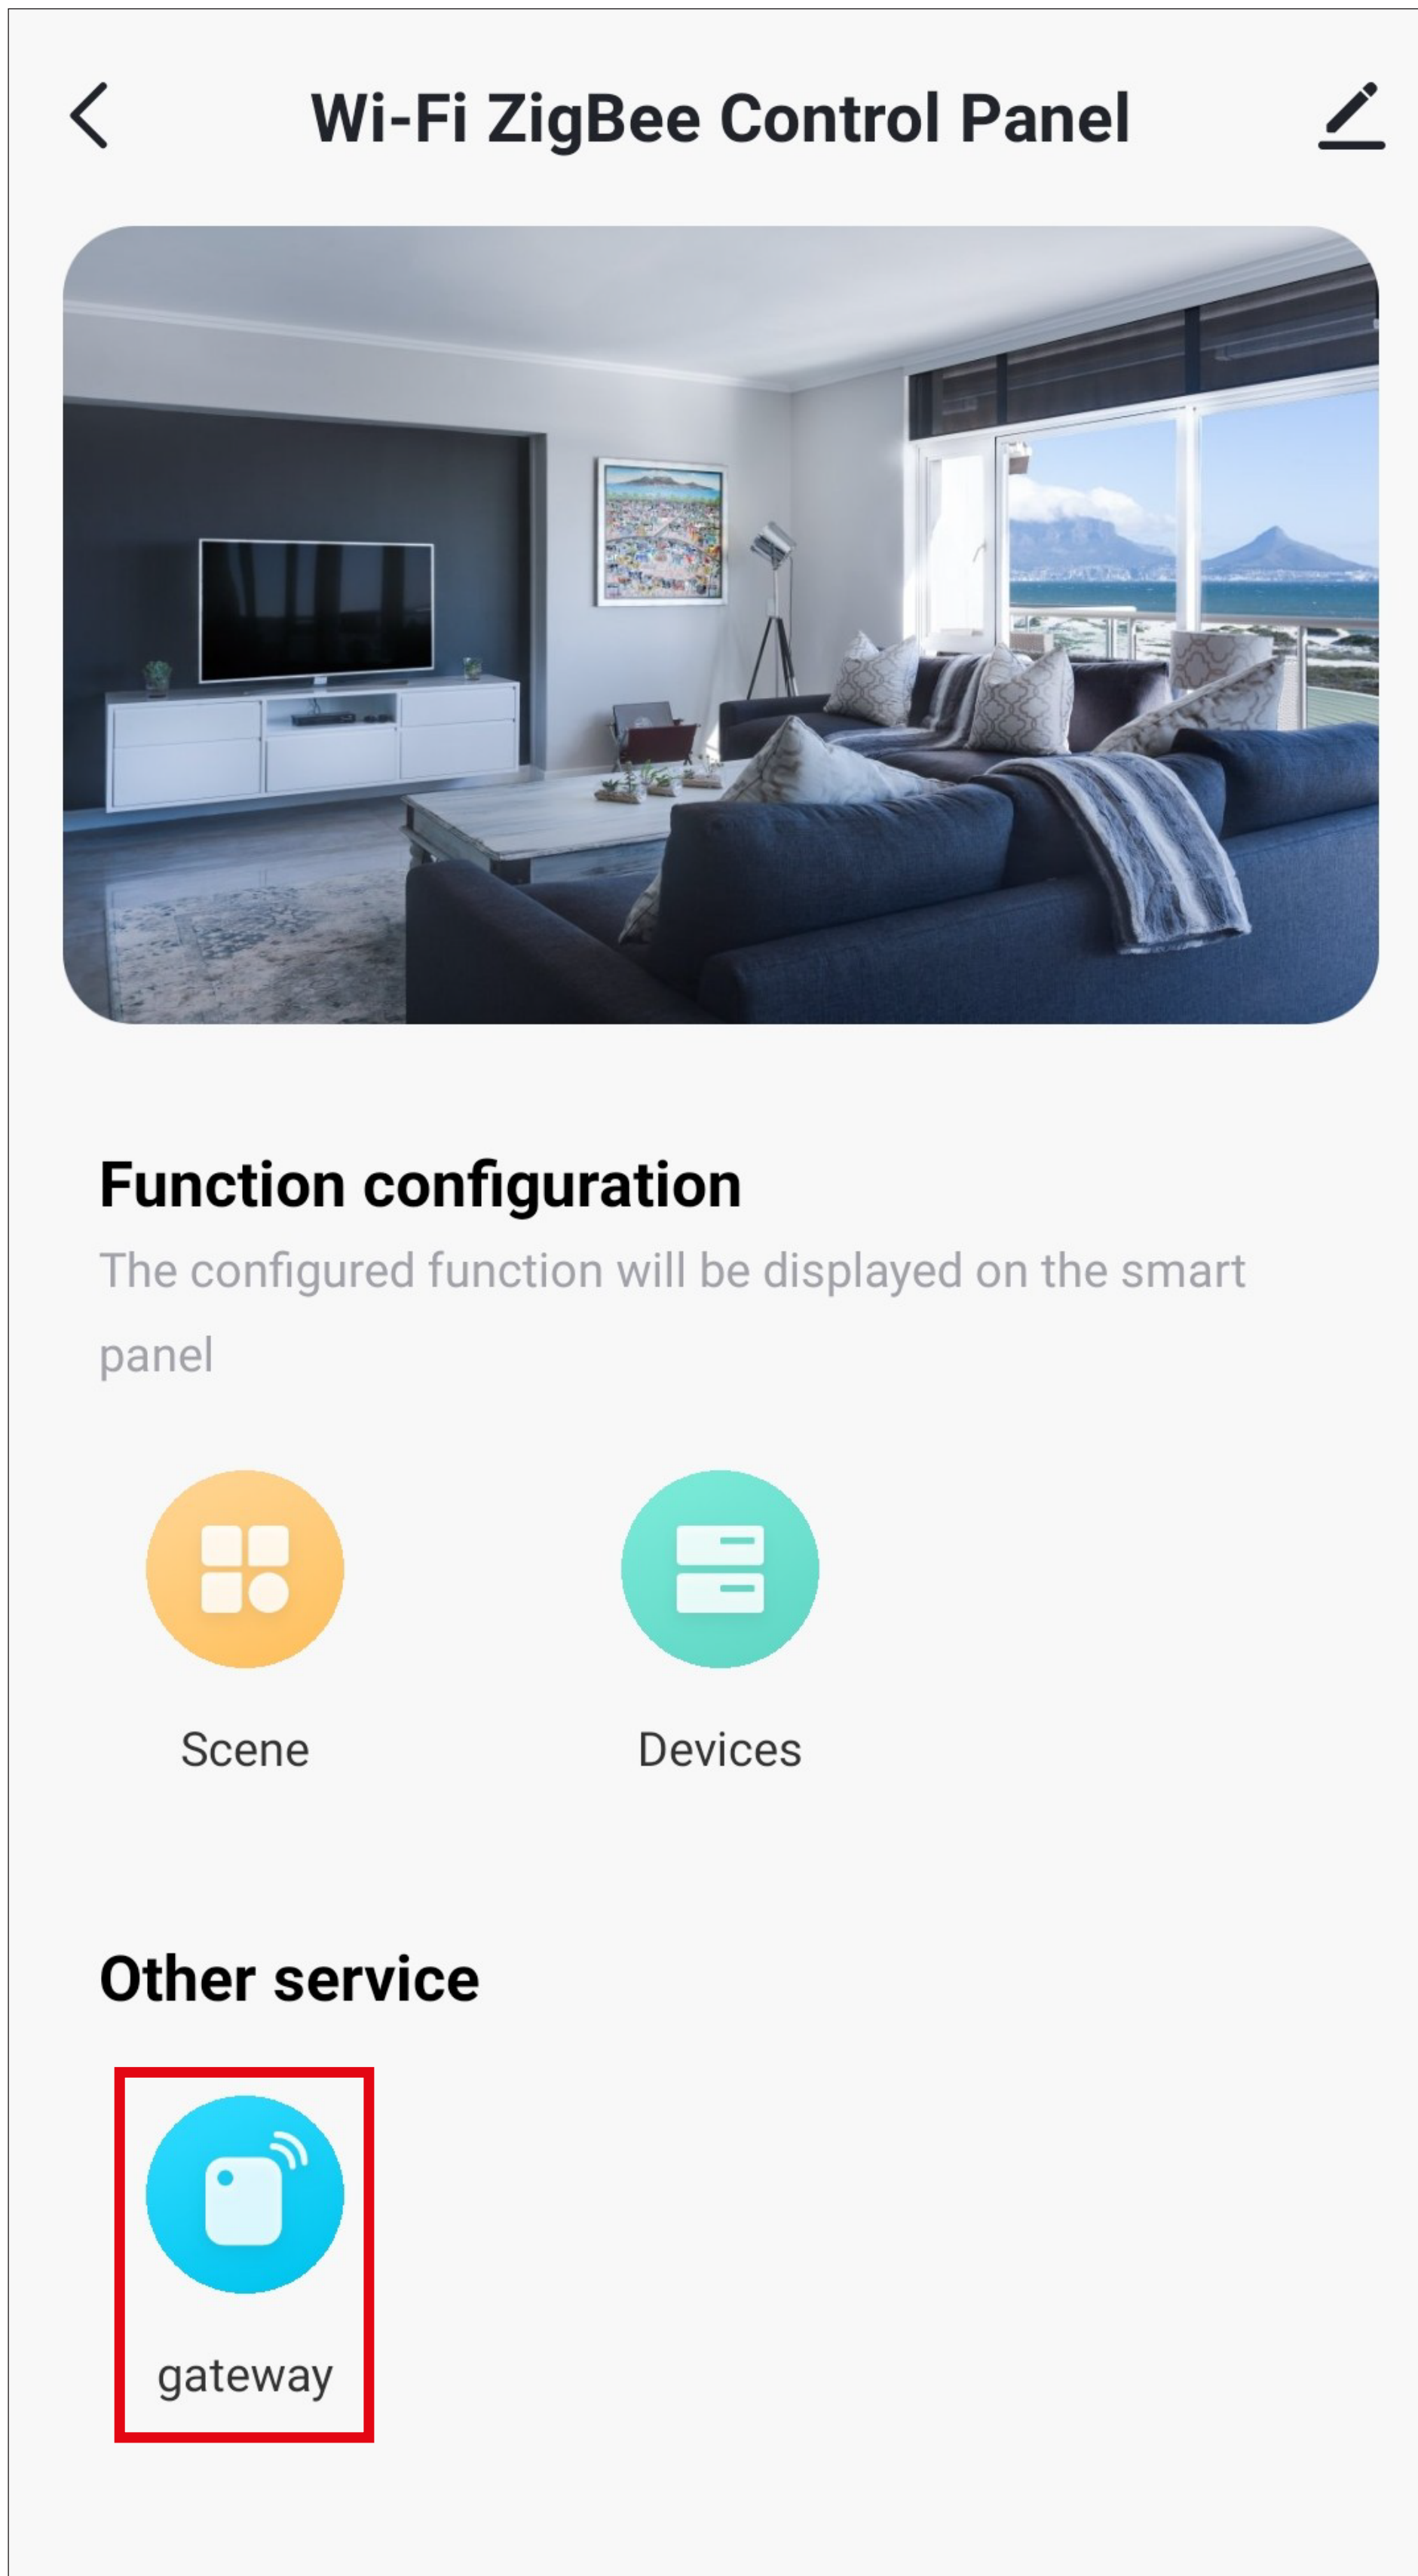 Wi-Fi ZigBee Control Panel
Function configuration
The configured function will be displayed on the smart
panel
Scene
Devices
Other service
gateway